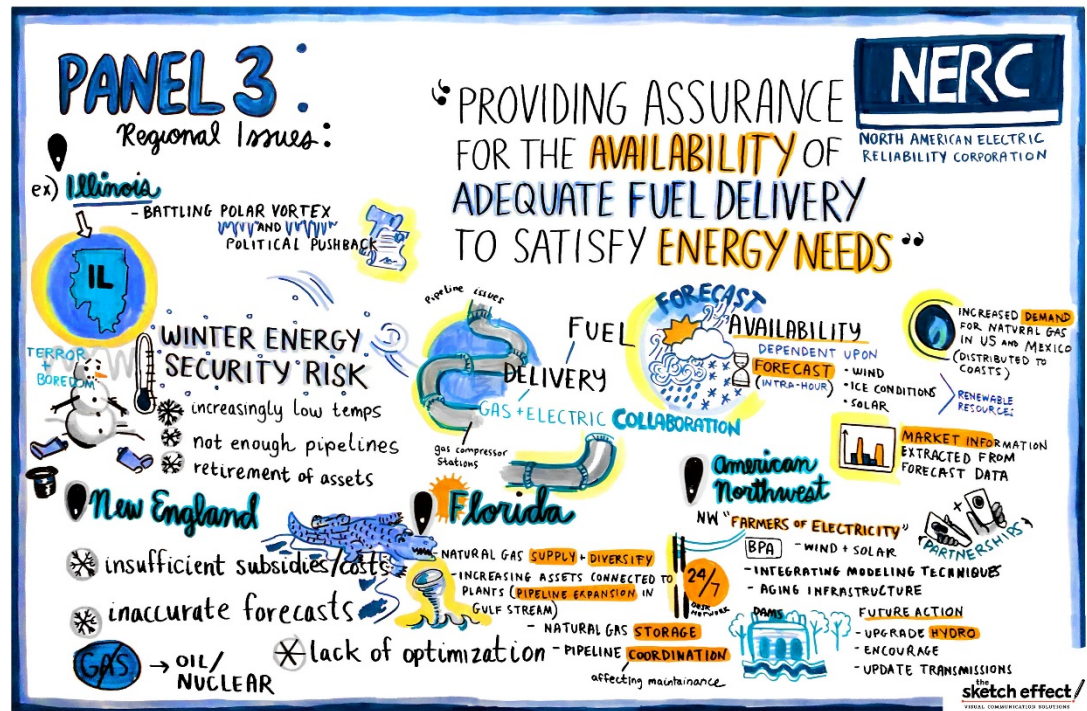 PANEL 3:
Regional Issues:
ex) Illinois
- BATTLING POLAR VORTEX
AND
POLITICAL PUSHBACK
IL
TERROR
+
BOREDOM
WINTER ENERGY
SECURITY RISK
increasingly low temps
not enough pipelines
retirement of assets
"PROVIDING ASSURANCE
FOR THE AVAILABILITY OF
ADEQUATE FUEL DELIVERY
TO SATISFY ENERGY NEEDS"
NERC
NORTH AMERICAN ELECTRIC
RELIABILITY CORPORATION
Pipeline issues
FUEL
DELIVERY
GAS + ELECTRIC COLLABORATION
gas compressor
stations
FORECAST
AVAILABILITY
DEPENDENT UPON
FORECAST
(INTRA-HOUR)
• WIND
• ICE CONDITIONS
• SOLAR
RENEWABLE
INCREASED DEMAND
FOR NATURAL GAS
IN US AND MEXICO
(DISTRIBUTED TO
COASTS)
MARKET INFORMATION
EXTRACTED FROM
FORECAST DATA
New England
insufficient subsidies/costs
inaccurate forecasts
lack of optimization
GAS → OIL/
NUCLEAR
Florida
- NATURAL GAS SUPPLY + DIVERSIFY
- INCREASING ASSETS CONNECTED TO
PLANTS (PIPELINE EXPANSION IN
GULF STREAM)
- NATURAL GAS STORAGE
- PIPELINE COORDINATION
affecting maintainance
American
Northwest
NW "FARMERS OF ELECTRICITY"
BPA - WIND + SOLAR
- INTEGRATING MODELING TECHNIQUES
- AGING INFRASTRUCTURE
24/7
DESK
NETWORK
"PARTNERSHIPS"
DAMS
FUTURE ACTION
- UPGRADE HYDRO
- ENCOURAGE
- UPDATE TRANSMISSIONS
the
sketch effect/
VISUAL COMMUNICATION SOLUTIONS